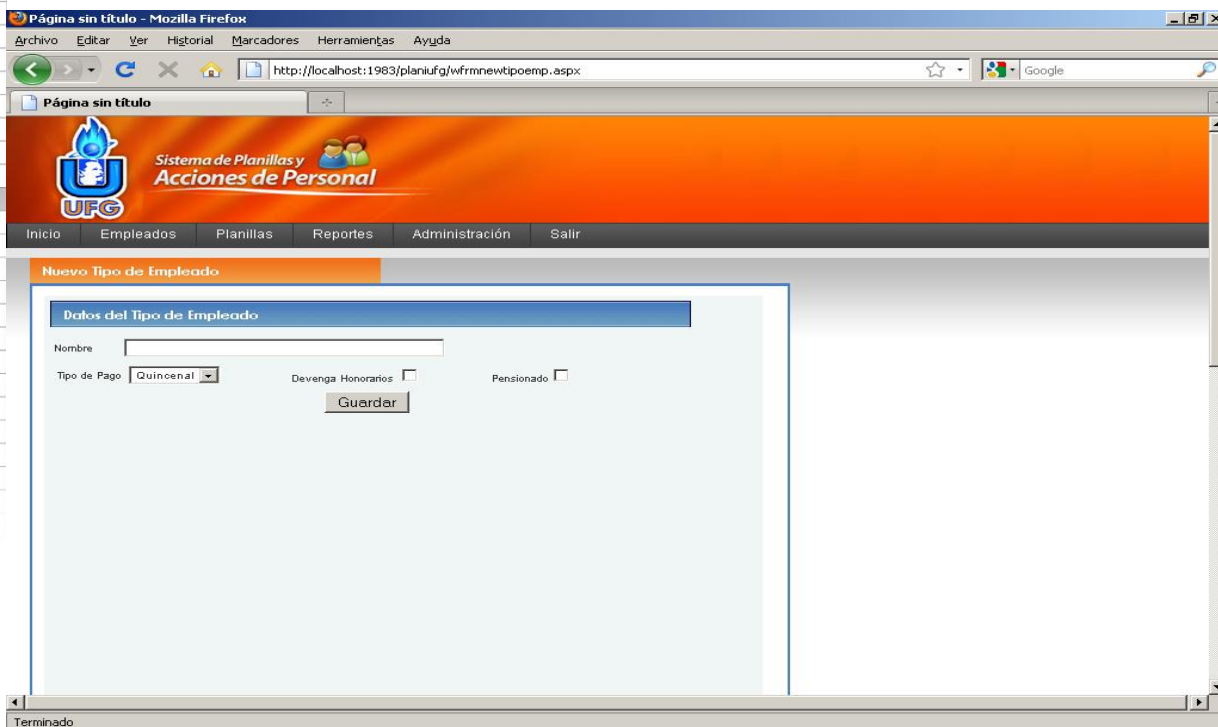 Página sin título - Mozilla Firefox
Archivo Editar Ver Historial Marcadores Herramientas Ayuda
http://localhost:1983/planiufg/wfrmnewtipoemp.aspx
Google
Página sin título
Sistema de Planillas y
Acciones de Personal
UFG
Inicio Empleados Planillas Reportes Administración Salir
Nuevo Tipo de Empleado
Datos del Tipo de Empleado
Nombre
Tipo de Pago Quincenal Devenga Honorarios Pensionado
Guardar
Terminado